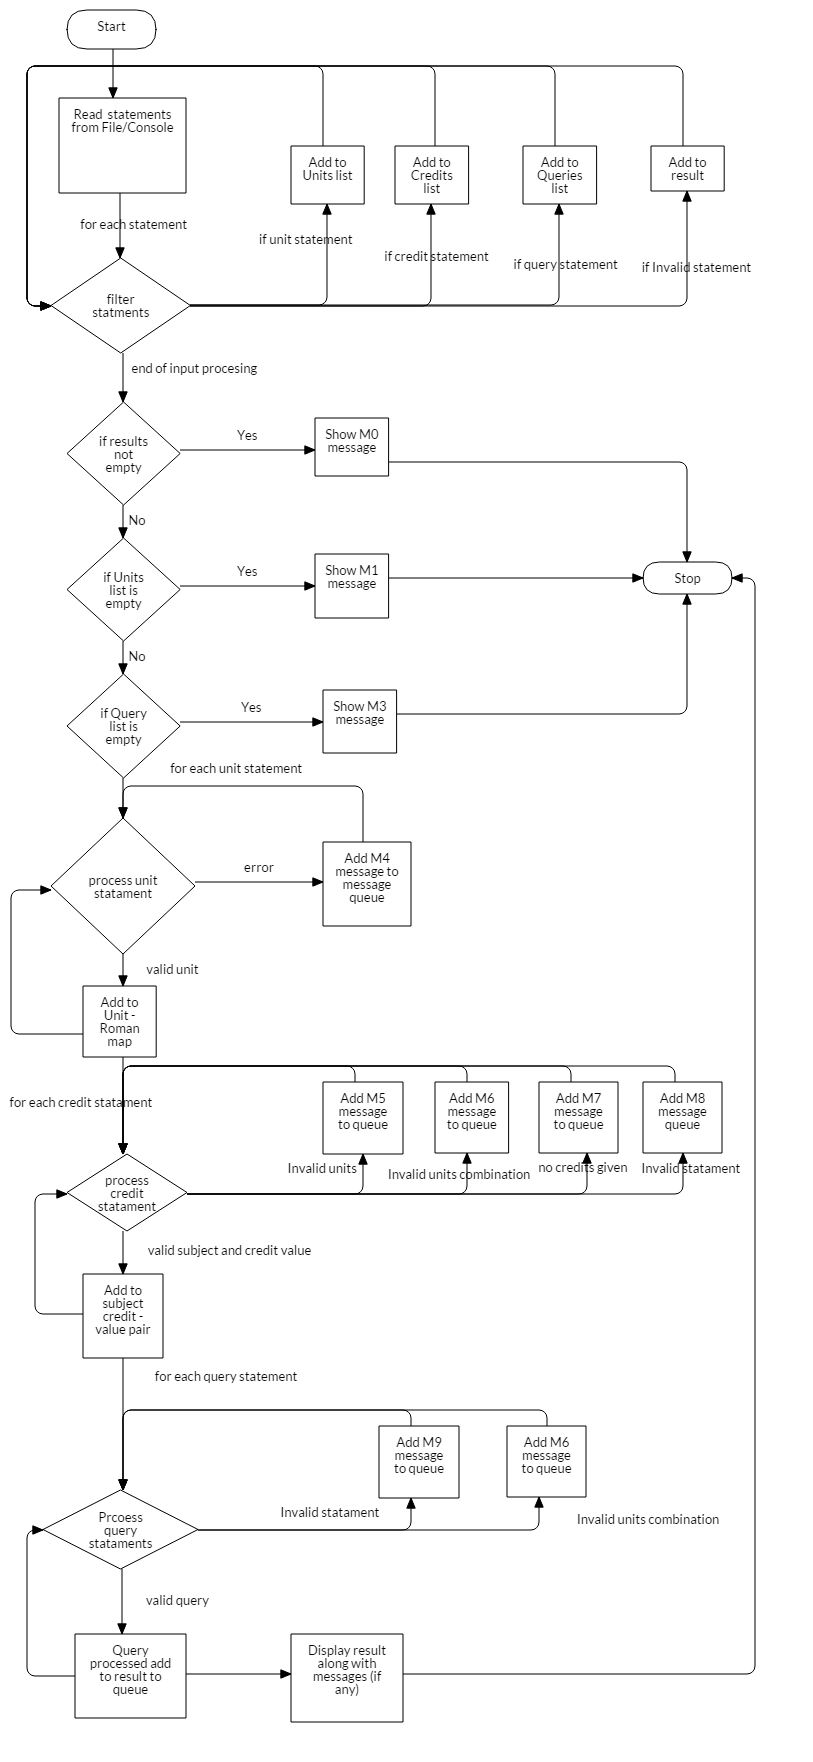 Start
Read statements
from File/Console
Add to
Units list
Add to
Credits
list
Add to
Queries
list
Add to
result
for each statement
if unit statement
if credit statement
if query statement
if Invalid statement
filter
statments
end of input procesing
if results
not
empty
Yes
Show M0
message
No
if Units
list is
empty
Yes
Show M1
message
Stop
No
if Query
list is
empty
Yes
Show M3
message
for each unit statement
process unit
statament
error
Add M4
message to
message
queue
valid unit
Add to
Unit -
Roman
map
for each credit statament
Add M5
message
to queue
Add M6
message
to queue
Add M7
message
to queue
Add M8
message
queue
Invalid units
Invalid units combination
no credits given
Invalid statament
process
credit
statament
valid subject and credit value
Add to
subject
credit -
value pair
for each query statement
Add M9
message
to queue
Add M6
message
to queue
Invalid statament
Invalid units combination
Prcoess
query
stataments
valid query
Query
processed add
to result to
queue
Display result
along with
messages (if
any)